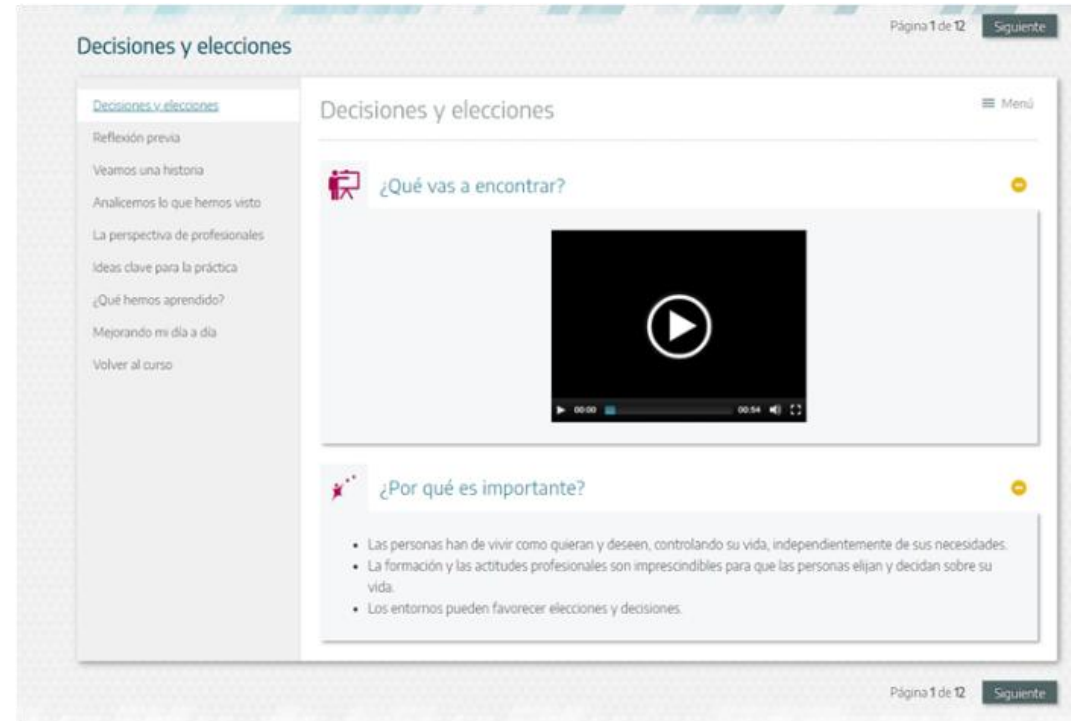 Página 1 de 12 Siguiente
Decisiones y elecciones
Decisiones y elecciones
Reflexión previa
Veamos una historia
Analicemos lo que hemos visto
La perspectiva de profesionales
Ideas clave para la práctica
¿Qué hemos aprendido?
Mejorando mi día a día
Volver al curso
Decisiones y elecciones
Menú
¿Qué vas a encontrar?
00:00 00:54
¿Por qué es importante?
• Las personas han de vivir como quieran y deseen, controlando su vida, independientemente de sus necesidades.
• La formación y las actitudes profesionales son imprescindibles para que las personas elijan y decidan sobre su
vida.
• Los entornos pueden favorecer elecciones y decisiones.
Página 1 de 12 Siguiente